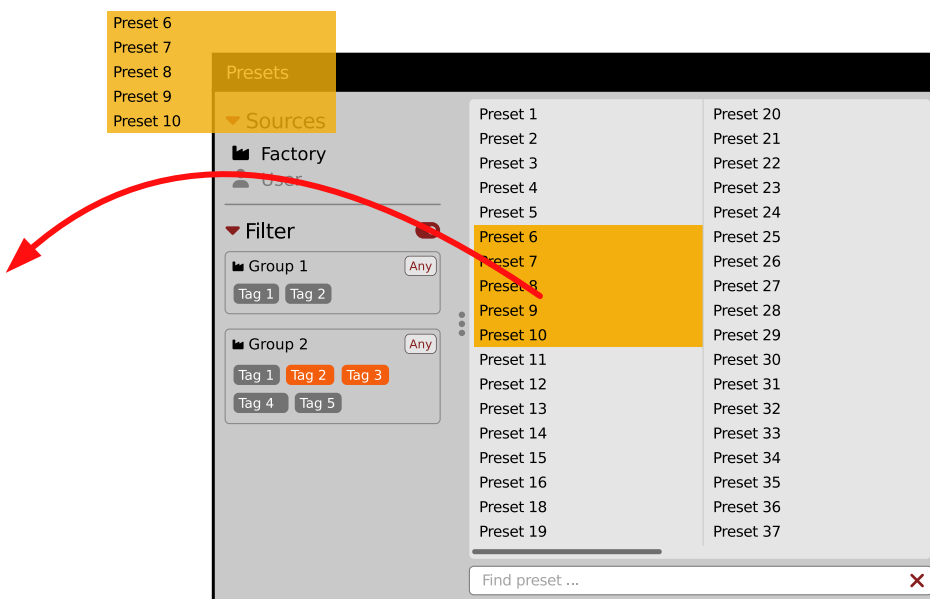 Preset 6
Preset 7
Preset 8
Preset 9
Preset 10
Presets
Sources
Factory
User
Filter
Group 1 Any
Tag 1 Tag 2
Group 2 Any
Tag 1 Tag 2 Tag 3
Tag 4 Tag 5
Preset 1
Preset 2
Preset 3
Preset 4
Preset 5
Preset 6
Preset 7
Preset 8
Preset 9
Preset 10
Preset 11
Preset 12
Preset 13
Preset 14
Preset 15
Preset 16
Preset 18
Preset 19
Preset 20
Preset 21
Preset 22
Preset 23
Preset 24
Preset 25
Preset 26
Preset 27
Preset 28
Preset 29
Preset 30
Preset 31
Preset 32
Preset 33
Preset 34
Preset 35
Preset 36
Preset 37
Find preset ...